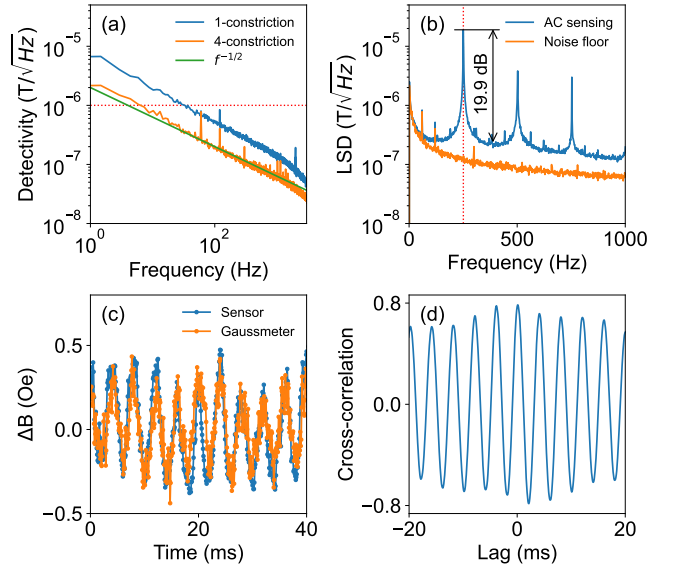 (a)
1-constriction
4-constriction
f^{-1/2}
Detectivity (T/√Hz)
10^{-5}
10^{-6}
10^{-7}
10^{-8}
10^0
10^2
Frequency (Hz)
(b)
AC sensing
Noise floor
19.9 dB
LSD (T/√Hz)
10^{-5}
10^{-6}
10^{-7}
10^{-8}
0
500
1000
Frequency (Hz)
(c)
Sensor
Gaussmeter
ΔB (Oe)
0.5
0.0
−0.5
0
20
40
Time (ms)
(d)
Cross-correlation
0.8
0.0
−0.8
−20
0
20
Lag (ms)